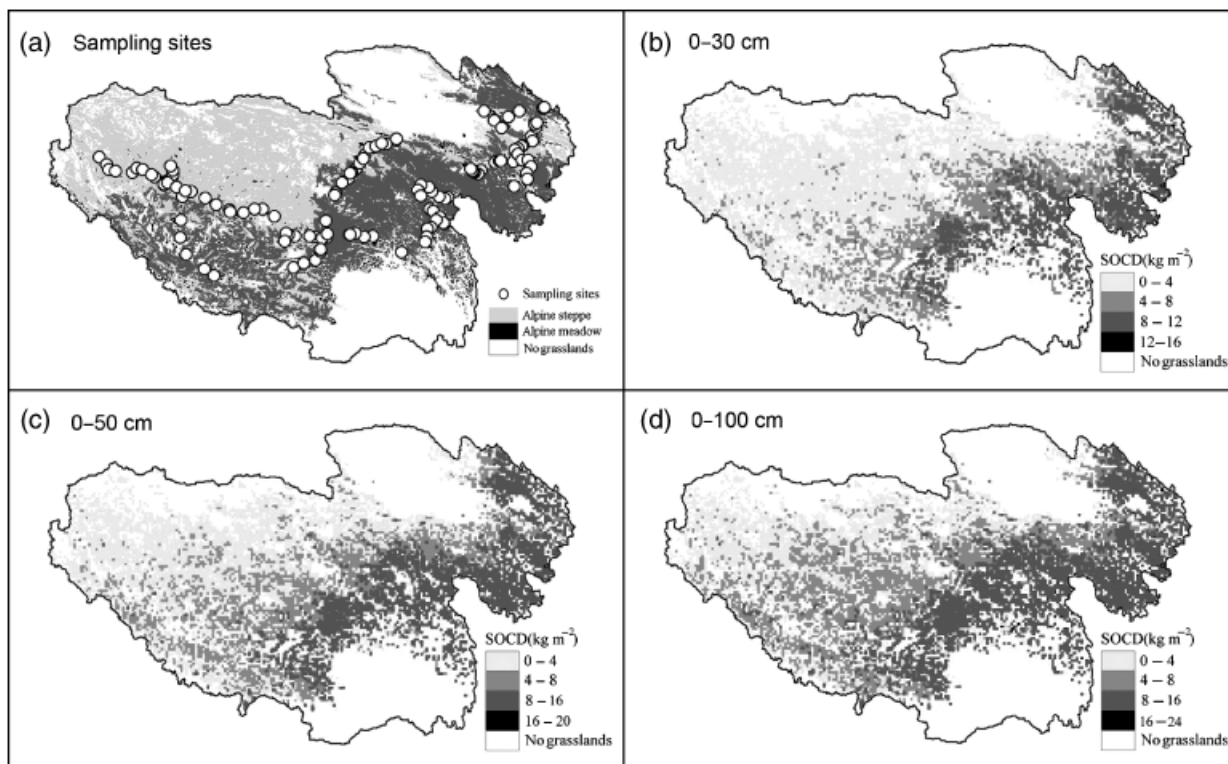 (a) Sampling sites
Sampling sites
Alpine steppe
Alpine meadow
No grasslands
(b) 0–30 cm
SOCD(kg m⁻²)
0 – 4
4 – 8
8 – 12
12–16
No grasslands
(c) 0–50 cm
SOCD(kg m⁻²)
0 – 4
4 – 8
8 – 16
16 – 20
No grasslands
(d) 0–100 cm
SOCD(kg m⁻²)
0 – 4
4 – 8
8 – 16
16 – 24
No grasslands